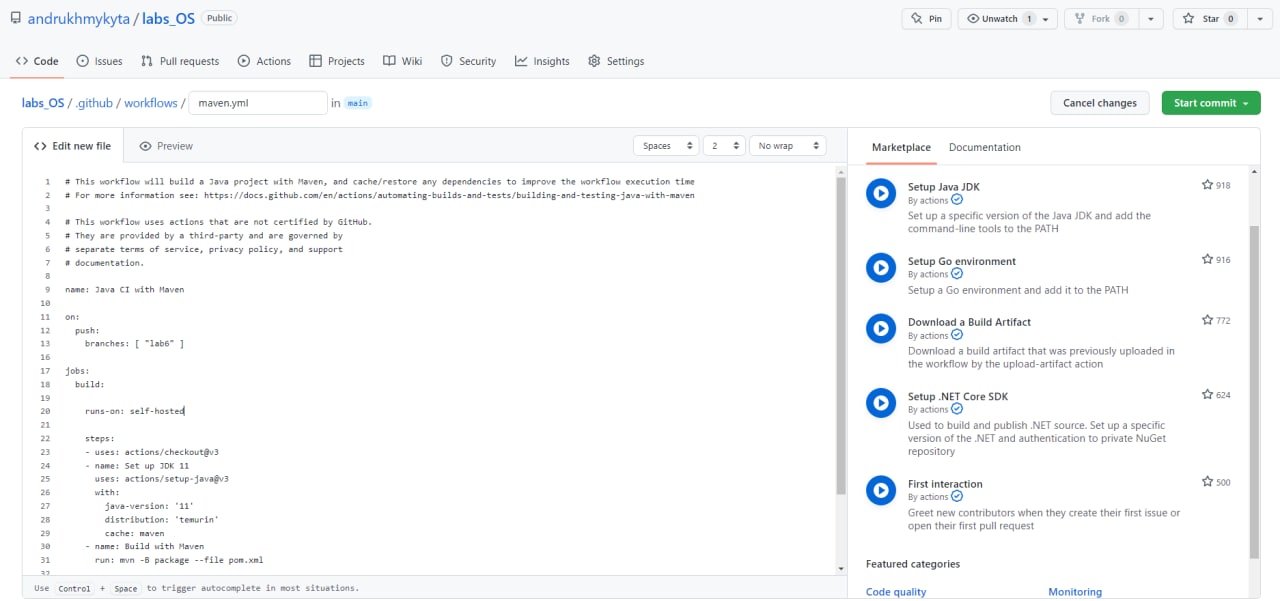 andrukhmykyta / labs_OS Public
Pin Unwatch 1 Fork 0 Star 0
Code Issues Pull requests Actions Projects Wiki Security Insights Settings
labs_OS / .github / workflows / maven.yml in main
Cancel changes Start commit
Edit new file Preview
Spaces 2 No wrap
1 # This workflow will build a Java project with Maven, and cache/restore any dependencies to improve the workflow execution time
2 # For more information see: https://docs.github.com/en/actions/automating-builds-and-tests/building-and-testing-java-with-maven
3
4 # This workflow uses actions that are not certified by GitHub.
5 # They are provided by a third-party and are governed by
6 # separate terms of service, privacy policy, and support
7 # documentation.
8
9 name: Java CI with Maven
10
11 on:
12 push:
13 branches: [ "lab6" ]
16
17 jobs:
18 build:
19
20 runs-on: self-hosted
21
22 steps:
23 - uses: actions/checkout@v3
24 - name: Set up JDK 11
25 uses: actions/setup-java@v3
26 with:
27 java-version: '11'
28 distribution: 'temurin'
29 cache: maven
30 - name: Build with Maven
31 run: mvn -B package --file pom.xml
32
Use Control + Space to trigger autocomplete in most situations.
Marketplace Documentation
Setup Java JDK 918
By actions
Set up a specific version of the Java JDK and add the
command-line tools to the PATH
Setup Go environment 916
By actions
Setup a Go environment and add it to the PATH
Download a Build Artifact 772
By actions
Download a build artifact that was previously uploaded in
the workflow by the upload-artifact action
Setup .NET Core SDK 624
By actions
Used to build and publish .NET source. Set up a specific
version of the .NET and authentication to private NuGet
repository
First interaction 500
By actions
Greet new contributors when they create their first issue or
open their first pull request
Featured categories
Code quality Monitoring